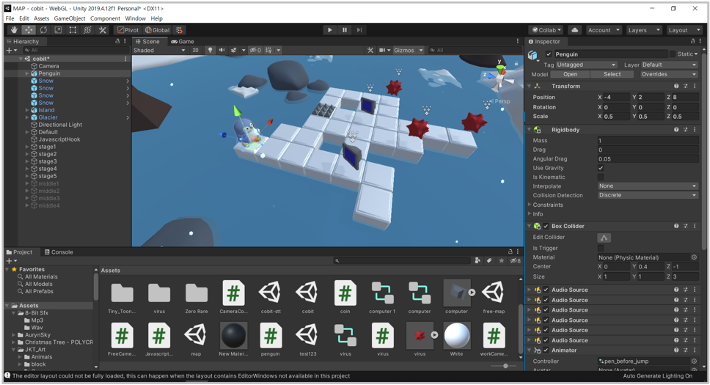 MAP - cobit - WebGL - Unity 2019.4.12f1 Personal* <DX11>
File Edit Assets GameObject Component Window Help
Pivot Global Collab Account Layers Layout
Hierarchy Scene Game Inspector
Shaded 2D 0 Gizmos All
All
cobit*
Camera
Penguin
Snow
Snow
Snow
Snow
Island
Glacier
Directional Light
Default
JavascriptHook
stage1
stage2
stage3
stage4
stage5
middle1
middle2
middle3
middle4
y
Persp
Penguin Static
Tag Untagged Layer Default
Model Open Select Overrides
Transform
Position X -4 Y 2 Z 8
Rotation X 0 Y 0 Z 0
Scale X 0.5 Y 0.5 Z 0.5
Rigidbody
Mass 1
Drag 0
Angular Drag 0.05
Use Gravity
Is Kinematic
Interpolate None
Collision Detection Discrete
Constraints
Info
Box Collider
Edit Collider
Is Trigger
Material None (Physic Material)
Center X 0 Y 0.4 Z -1
Size X 1 Y 1 Z 3
Audio Source
Audio Source
Audio Source
Audio Source
Audio Source
Audio Source
Animator
Controller pen_before_jump
Project Console
Favorites
All Materials
All Models
All Prefabs
Assets
8-Bit Sfx
Mp3
Wav
AurynSky
Christmas Tree - POLYCR
JKT_Art
Animals
block
Assets
Tiny_Toon... virus Zero Rare CameraCo... cobit-dt cobit coin computer 1 computer computer free-map
FreeCame... Javascript... map New Mater... penguin test123 virus virus virus White workCame...
The editor layout could not be fully loaded, this can happen when the layout contains EditorWindows not available in this project
Auto Generate Lighting On